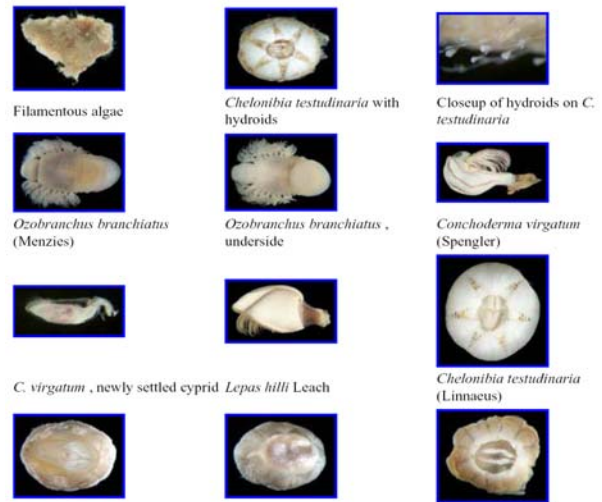 Filamentous algae
Chelonibia testudinaria with
hydroids
Closeup of hydroids on C.
testudinaria
Ozobranchus branchiatus
(Menzies)
Ozobranchus branchiatus , 
underside
Conchoderma virgatum
(Spengler)
C. virgatum , newly settled cyprid
Lepas hilli Leach
Chelonibia testudinaria
(Linnaeus)